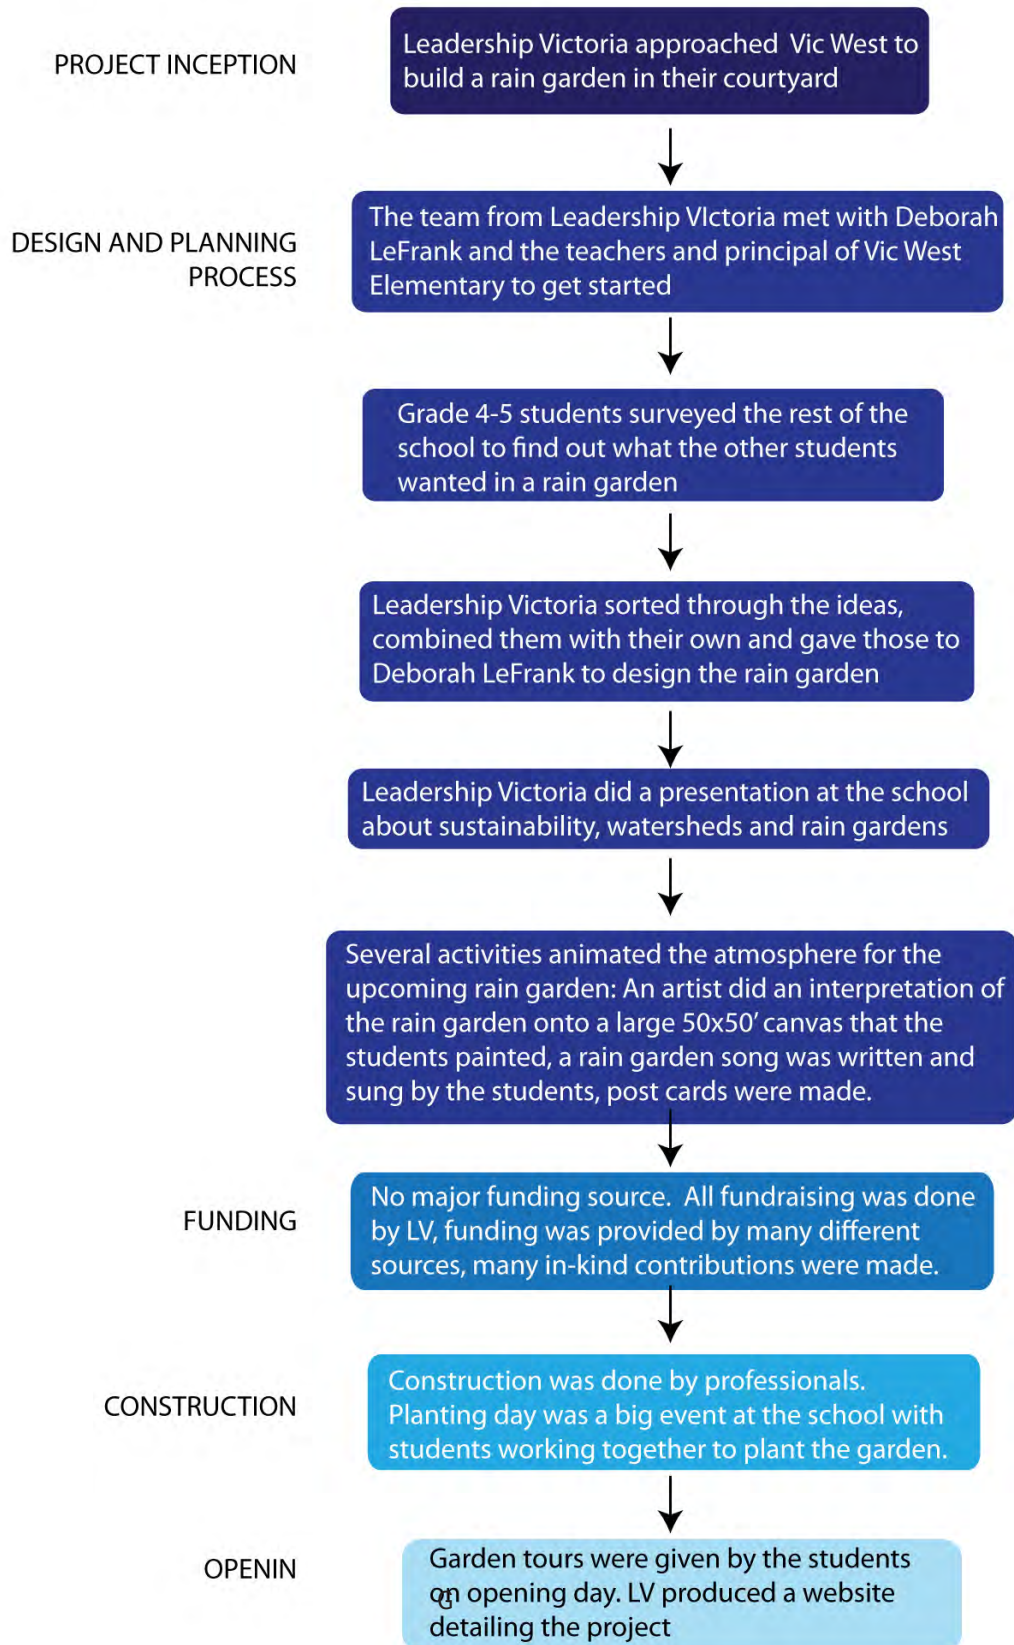 PROJECT INCEPTION
Leadership Victoria approached Vic West to
build a rain garden in their courtyard
DESIGN AND PLANNING
PROCESS
The team from Leadership VIctoria met with Deborah
LeFrank and the teachers and principal of Vic West
Elementary to get started
Grade 4-5 students surveyed the rest of the
school to find out what the other students
wanted in a rain garden
Leadership Victoria sorted through the ideas,
combined them with their own and gave those to
Deborah LeFrank to design the rain garden
Leadership Victoria did a presentation at the school
about sustainability, watersheds and rain gardens
Several activities animated the atmosphere for the
upcoming rain garden: An artist did an interpretation of
the rain garden onto a large 50x50’ canvas that the
students painted, a rain garden song was written and
sung by the students, post cards were made.
FUNDING
No major funding source. All fundraising was done
by LV, funding was provided by many different
sources, many in-kind contributions were made.
CONSTRUCTION
Construction was done by professionals.
Planting day was a big event at the school with
students working together to plant the garden.
OPENIN
G
Garden tours were given by the students
on opening day. LV produced a website
detailing the project